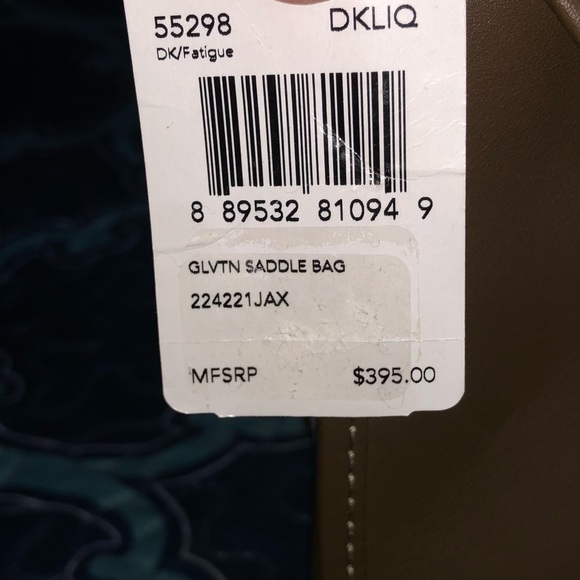 55298 DKLIQ
DK/Fatigue
8 89532 81094 9
GLVTN SADDLE BAG
224221JAX
MFSRP $395.00